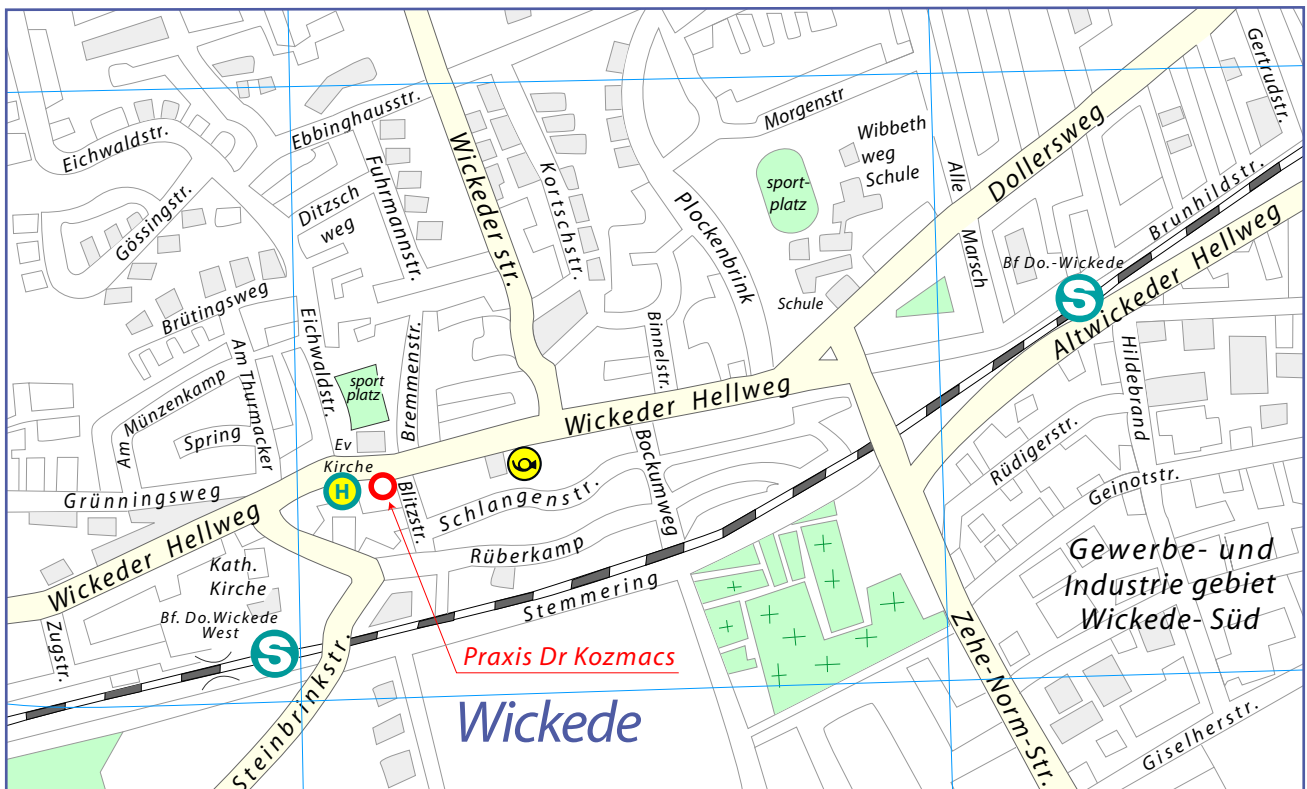 Gertrudstr.
Ebbinghausstr.
Morgenstr
Eichwaldstr.
Wickeder str.
Wibbeth
weg
Schule
Dollersweg
Fuhrmannstr.
Kortschstr.
Alle
Marsch
sport-
platz
Brunhildstr.
Ditzsch
weg
Gössingstr.
Plockenbrink
Altwickeder Hellweg
Bf Do.-Wickede
S
Schule
Brütingsweg
Eichwaldstr.
Bremmenstr.
Binnelstr.
Hildebrand
Am Thurmacker
Am Münzenkamp
sport
platz
Wickeder Hellweg
Spring
Ev
Kirche
H
Bockumweg
Rüdigerstr.
Geinotstr.
Grünningsweg
Blitzstr.
Schlangenstr.
Wickeder Hellweg
Rüberkamp
Gewerbe- und
Industrie gebiet
Wickede- Süd
Kath.
Kirche
Stemmering
Bf. Do.Wickede
West
S
Zugstr.
Praxis Dr Kozmacs
Zehe-Norm-Str.
Wickede
Steinbrinkstr.
Giselherstr.